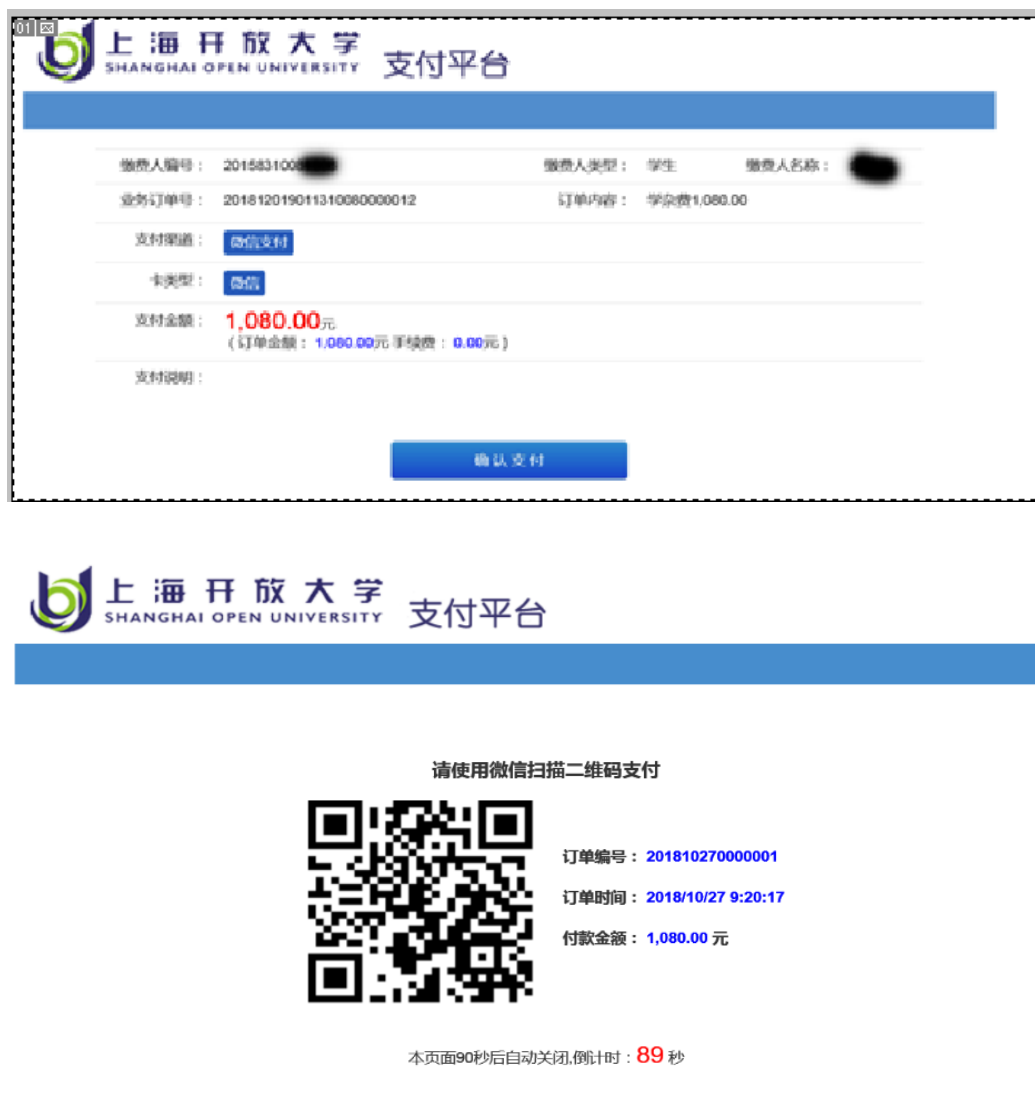 01
上海开放大学
SHANGHAI OPEN UNIVERSITY 支付平台
缴费人编号： 2015831008 缴费人类型： 学生 缴费人名称：
业务订单号： 201812019011310080000012 订单内容： 学杂费1,080.00
支付渠道： 微信支付
卡类型： 微信
支付金额： 1,080.00元
( 订单金额： 1,080.00元 手续费： 0.00元 )
支付说明：
确认支付
上海开放大学
SHANGHAI OPEN UNIVERSITY 支付平台
请使用微信扫描二维码支付
订单编号： 201810270000001
订单时间： 2018/10/27 9:20:17
付款金额： 1,080.00 元
本页面90秒后自动关闭,倒计时：89 秒